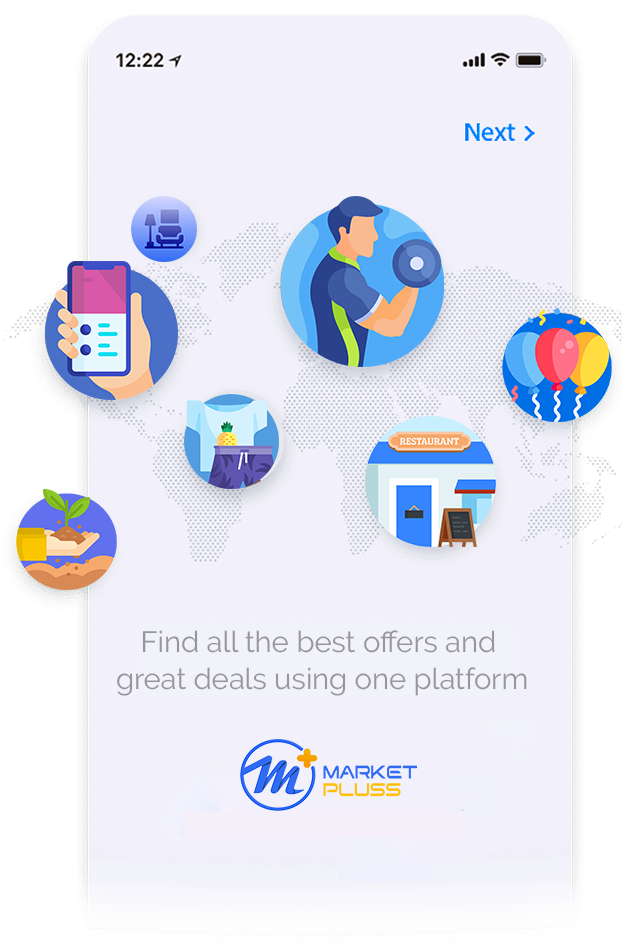 12:22
Next >
RESTAURANT
Find all the best offers and
great deals using one platform
m+
MARKET
PLUSS